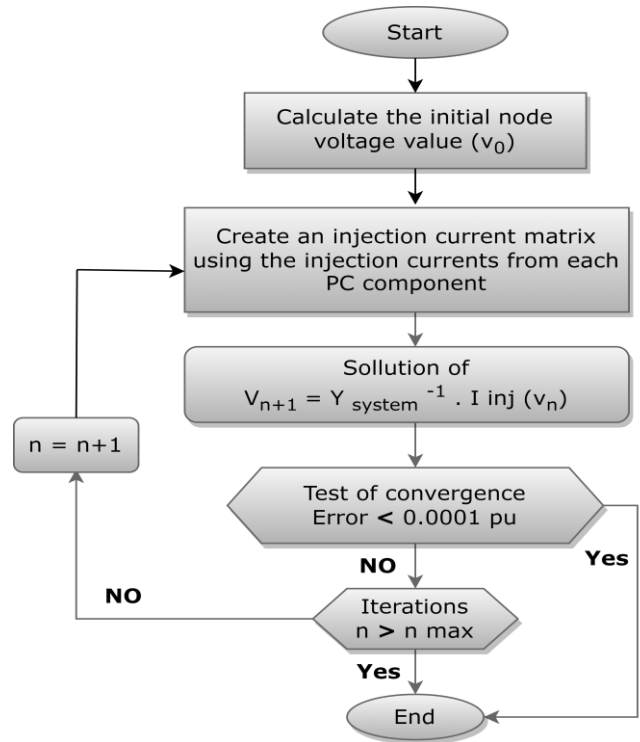 Start
Calculate the initial node
voltage value (v₀)
Create an injection current matrix
using the injection currents from each
PC component
Sollution of
Vₙ₊₁ = Y system ⁻¹ . I inj (vₙ)
n = n+1
Test of convergence
Error < 0.0001 pu
Yes
NO
NO
Iterations
n > n max
Yes
End